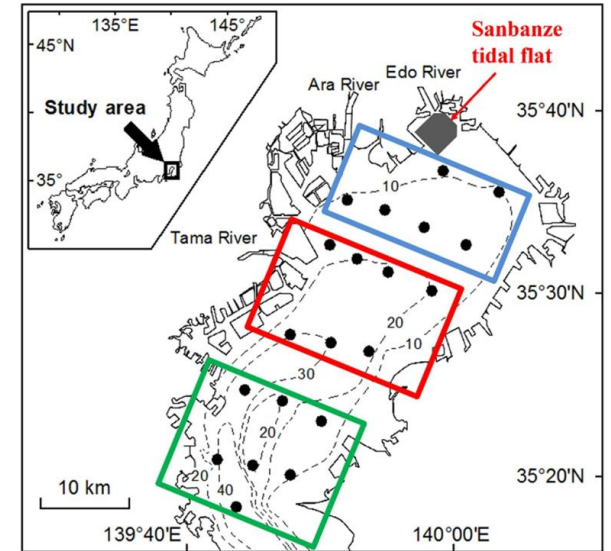 135°E
145°
45°N
Study area
35°
Sanbanze
tidal flat
Edo River
Ara River
35°40'N
10
Tama River
35°30'N
20
10
30
20
20
40
35°20'N
10 km
139°40'E
140°00'E